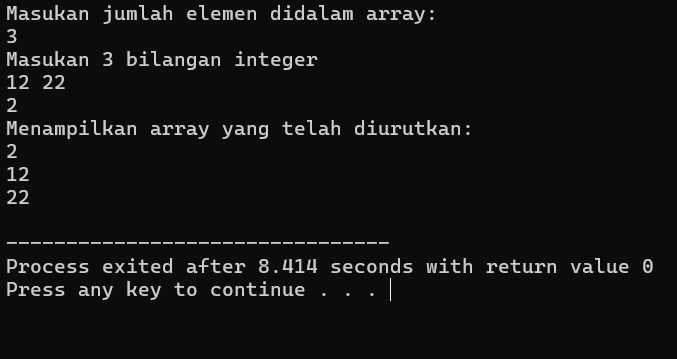 Masukan jumlah elemen didalam array:
3
Masukan 3 bilangan integer
12 22
2
Menampilkan array yang telah diurutkan:
2
12
22
--------------------------------
Process exited after 8.414 seconds with return value 0
Press any key to continue . . .